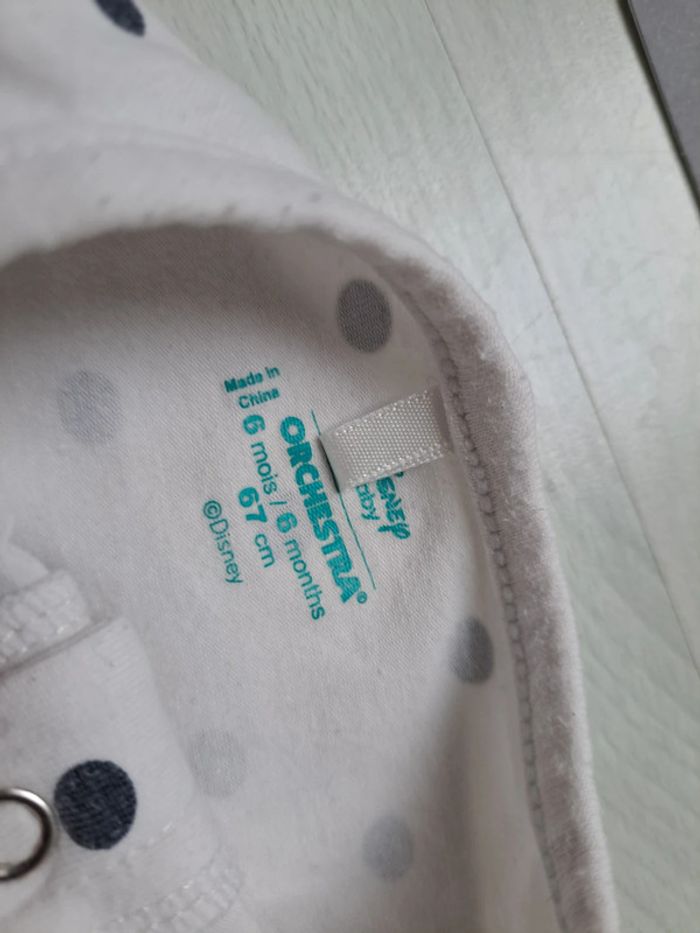 ORCHESTRA®
Made in
China
6 mois / 6 months
67 cm
©Disney